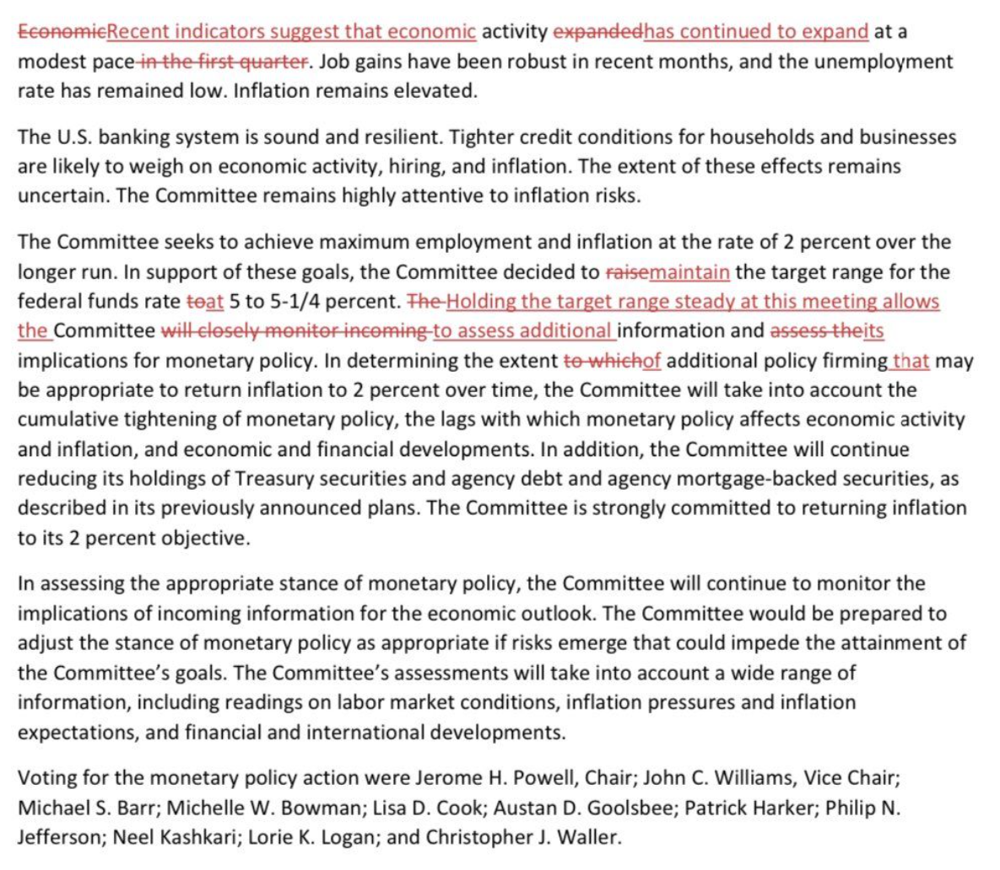 EconomicRecent indicators suggest that economic activity expandedhas continued to expand at a
modest pace in the first quarter. Job gains have been robust in recent months, and the unemployment
rate has remained low. Inflation remains elevated.
The U.S. banking system is sound and resilient. Tighter credit conditions for households and businesses
are likely to weigh on economic activity, hiring, and inflation. The extent of these effects remains
uncertain. The Committee remains highly attentive to inflation risks.
The Committee seeks to achieve maximum employment and inflation at the rate of 2 percent over the
longer run. In support of these goals, the Committee decided to raisemaintain the target range for the
federal funds rate toat 5 to 5-1/4 percent. The Holding the target range steady at this meeting allows
the Committee will closely monitor incoming to assess additional information and assess theits
implications for monetary policy. In determining the extent to whichof additional policy firming that may
be appropriate to return inflation to 2 percent over time, the Committee will take into account the
cumulative tightening of monetary policy, the lags with which monetary policy affects economic activity
and inflation, and economic and financial developments. In addition, the Committee will continue
reducing its holdings of Treasury securities and agency debt and agency mortgage-backed securities, as
described in its previously announced plans. The Committee is strongly committed to returning inflation
to its 2 percent objective.
In assessing the appropriate stance of monetary policy, the Committee will continue to monitor the
implications of incoming information for the economic outlook. The Committee would be prepared to
adjust the stance of monetary policy as appropriate if risks emerge that could impede the attainment of
the Committee’s goals. The Committee’s assessments will take into account a wide range of
information, including readings on labor market conditions, inflation pressures and inflation
expectations, and financial and international developments.
Voting for the monetary policy action were Jerome H. Powell, Chair; John C. Williams, Vice Chair;
Michael S. Barr; Michelle W. Bowman; Lisa D. Cook; Austan D. Goolsbee; Patrick Harker; Philip N.
Jefferson; Neel Kashkari; Lorie K. Logan; and Christopher J. Waller.